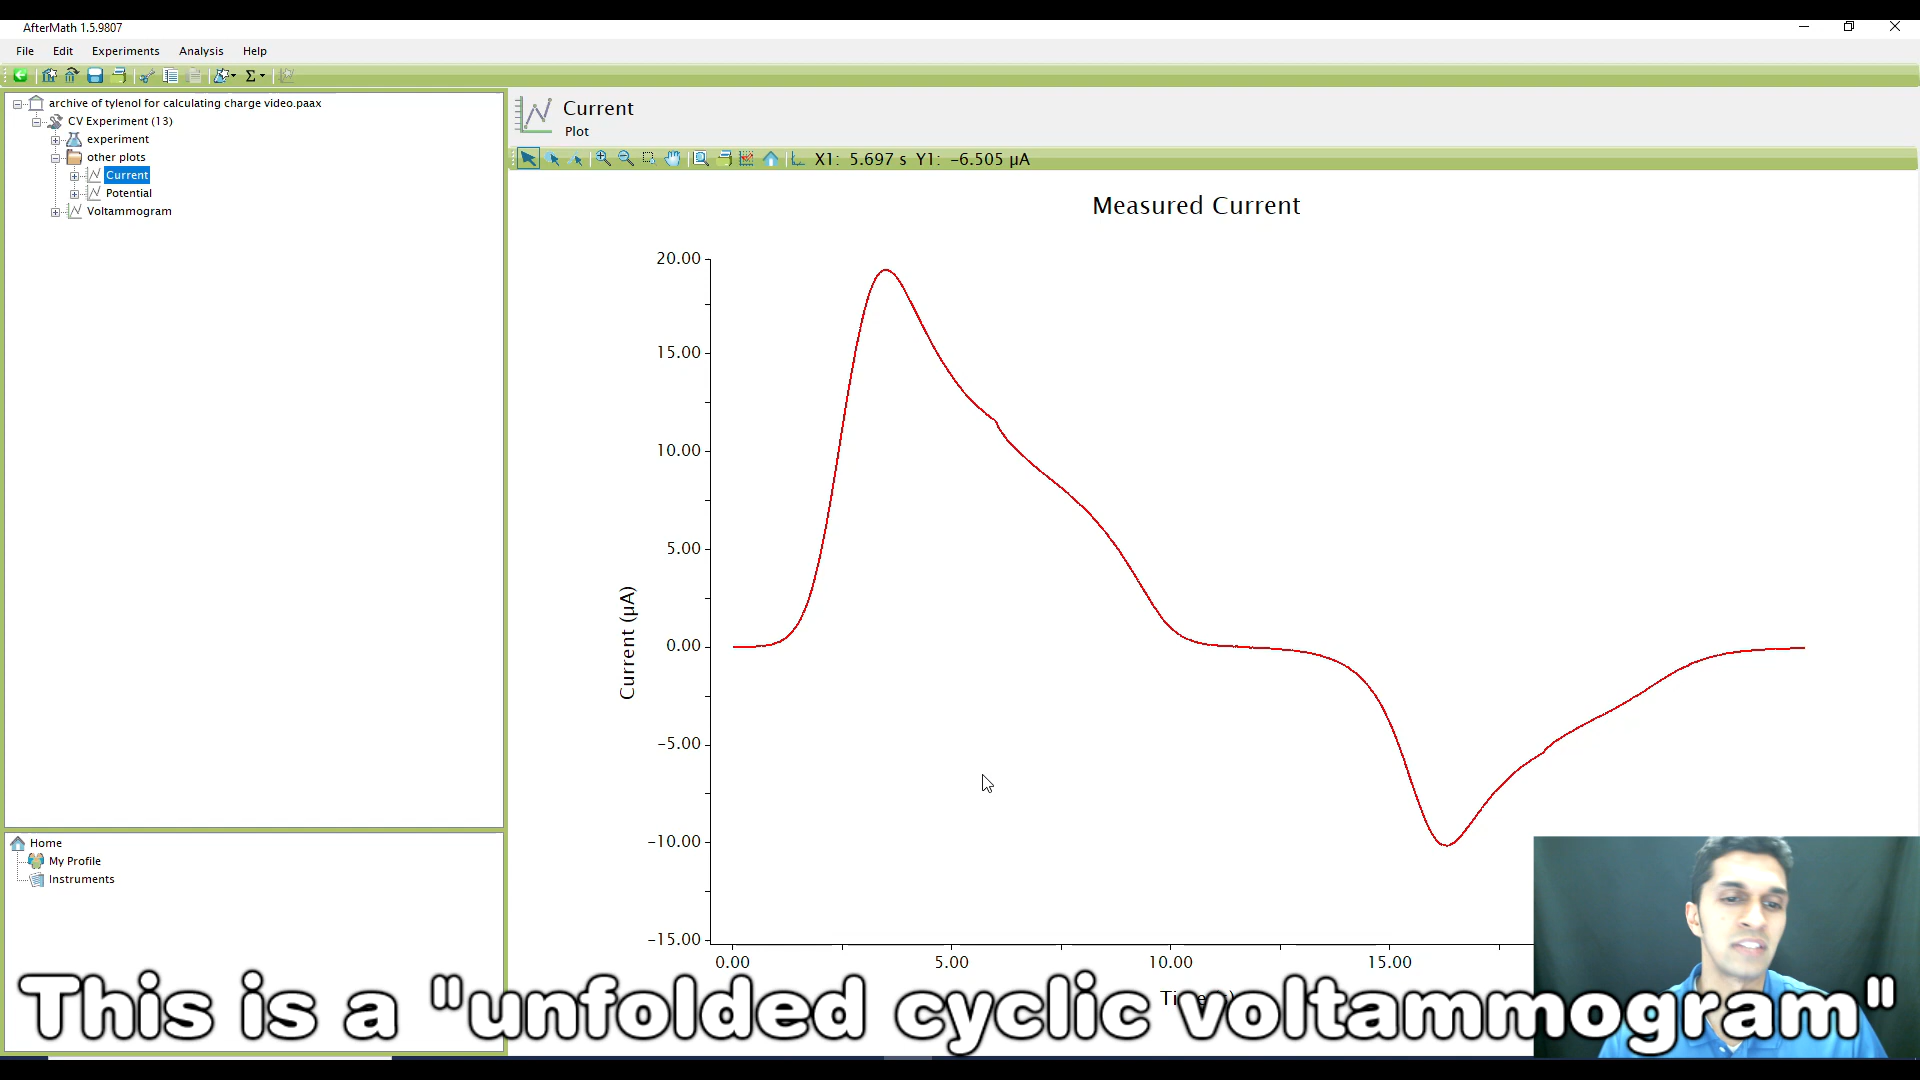 AfterMath 1.5.9807
File Edit Experiments Analysis Help
archive of tylenol for calculating charge video.paax
CV Experiment (13)
experiment
other plots
Current
Potential
Voltammogram
Home
My Profile
Instruments
Current
Plot
X1: 5.697 s Y1: -6.505 µA
Measured Current
20.00
15.00
10.00
5.00
0.00
-5.00
-10.00
-15.00
Current (µA)
0.00 5.00 10.00 15.00
This is a "unfolded cyclic voltammogram"